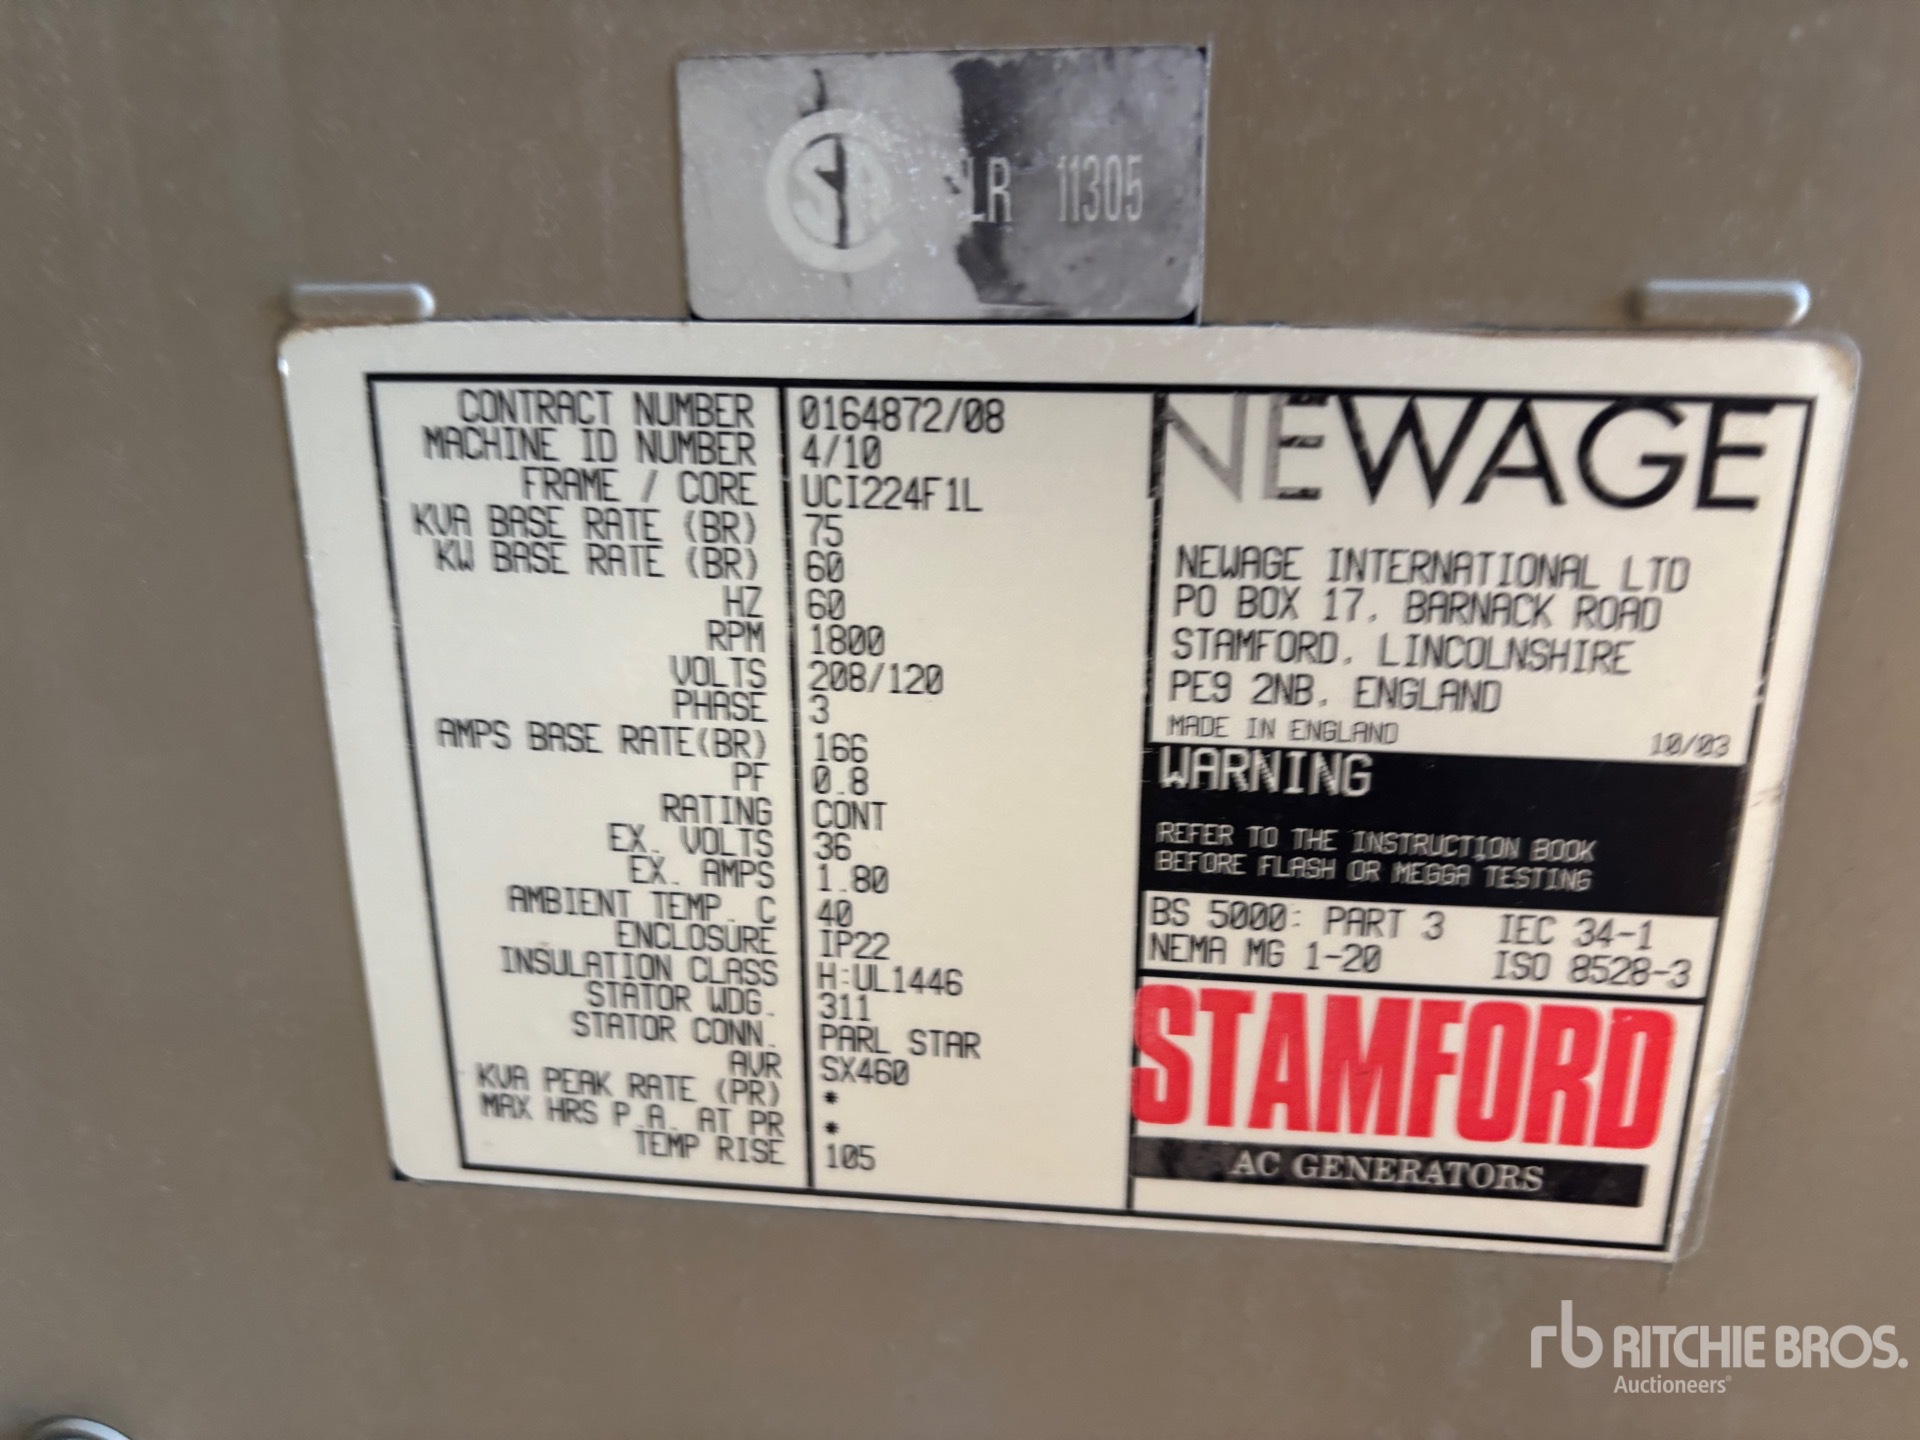 LR 11305
CONTRACT NUMBER 0164872/08
MACHINE ID NUMBER 4/10
FRAME / CORE UCI224F1L
KVA BASE RATE (BR) 75
KW BASE RATE (BR) 60
HZ 60
RPM 1800
VOLTS 208/120
PHASE 3
AMPS BASE RATE(BR) 166
PF 0.8
RATING CONT
EX. VOLTS 36
EX. AMPS 1.80
AMBIENT TEMP. C 40
ENCLOSURE IP22
INSULATION CLASS H:UL1446
STATOR WDG. 311
STATOR CONN. PARL STAR
AVR SX460
KVA PEAK RATE (PR) *
MAX HRS P.A. AT PR *
TEMP RISE 105
NEWAGE
NEWAGE INTERNATIONAL LTD
PO BOX 17, BARNACK ROAD
STAMFORD, LINCOLNSHIRE
PE9 2NB, ENGLAND
MADE IN ENGLAND 10/03
WARNING
REFER TO THE INSTRUCTION BOOK
BEFORE FLASH OR MEGGA TESTING
BS 5000: PART 3 IEC 34-1
NEMA MG 1-20 ISO 8528-3
STAMFORD
AC GENERATORS
rb RITCHIE BROS.
Auctioneers